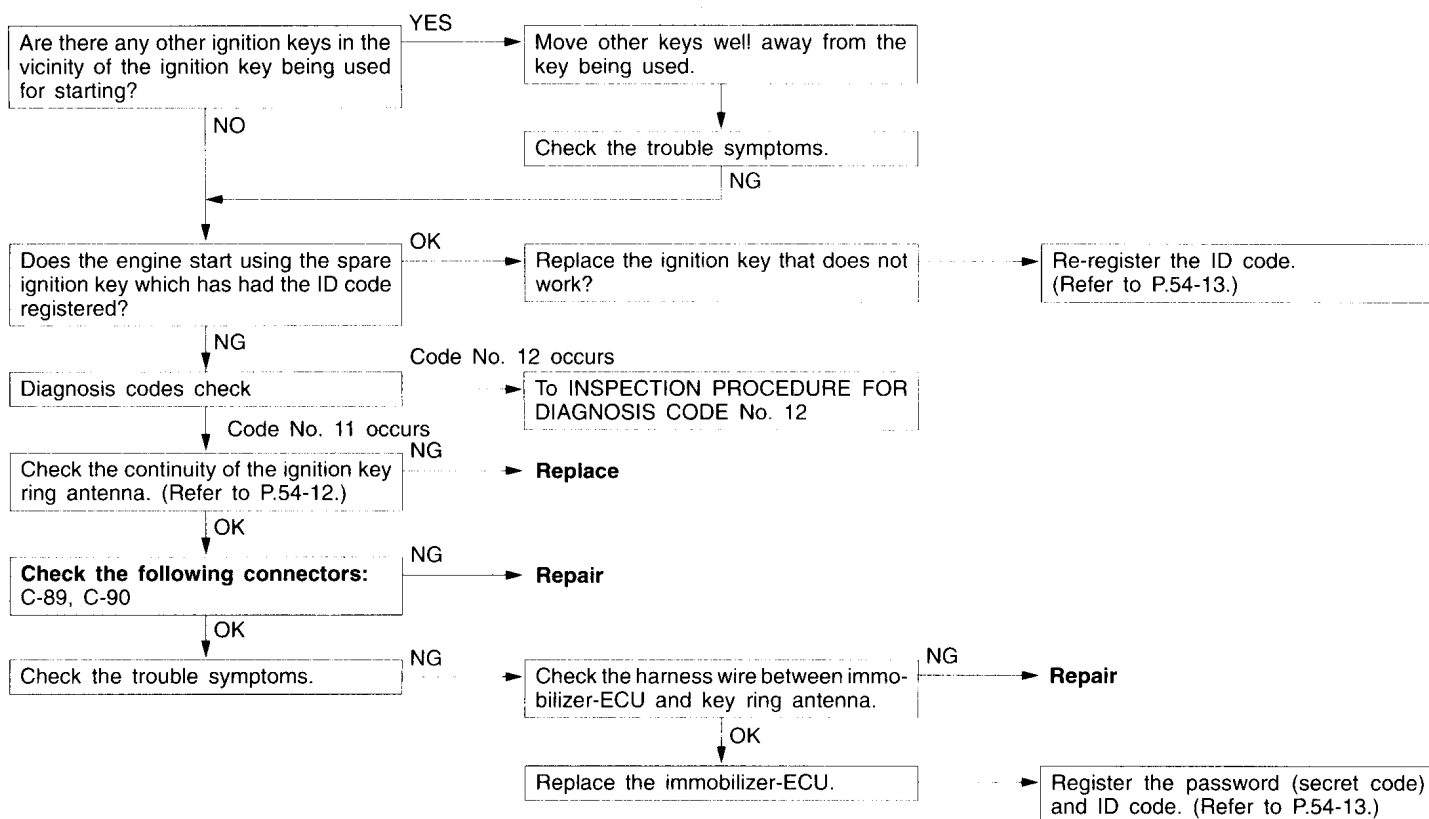 Are there any other ignition keys in the
vicinity of the ignition key being used
for starting?
YES
Move other keys well away from the
key being used.
NO
Check the trouble symptoms.
NG
Does the engine start using the spare
ignition key which has had the ID code
registered?
OK
Replace the ignition key that does not
work?
Re-register the ID code.
(Refer to P.54-13.)
NG
Diagnosis codes check
Code No. 12 occurs
To INSPECTION PROCEDURE FOR
DIAGNOSIS CODE No. 12
Code No. 11 occurs
Check the continuity of the ignition key
ring antenna. (Refer to P.54-12.)
NG
Replace
OK
Check the following connectors:
C-89, C-90
NG
Repair
OK
Check the trouble symptoms.
NG
Check the harness wire between immo-
bilizer-ECU and key ring antenna.
NG
Repair
OK
Replace the immobilizer-ECU.
Register the password (secret code)
and ID code. (Refer to P.54-13.)